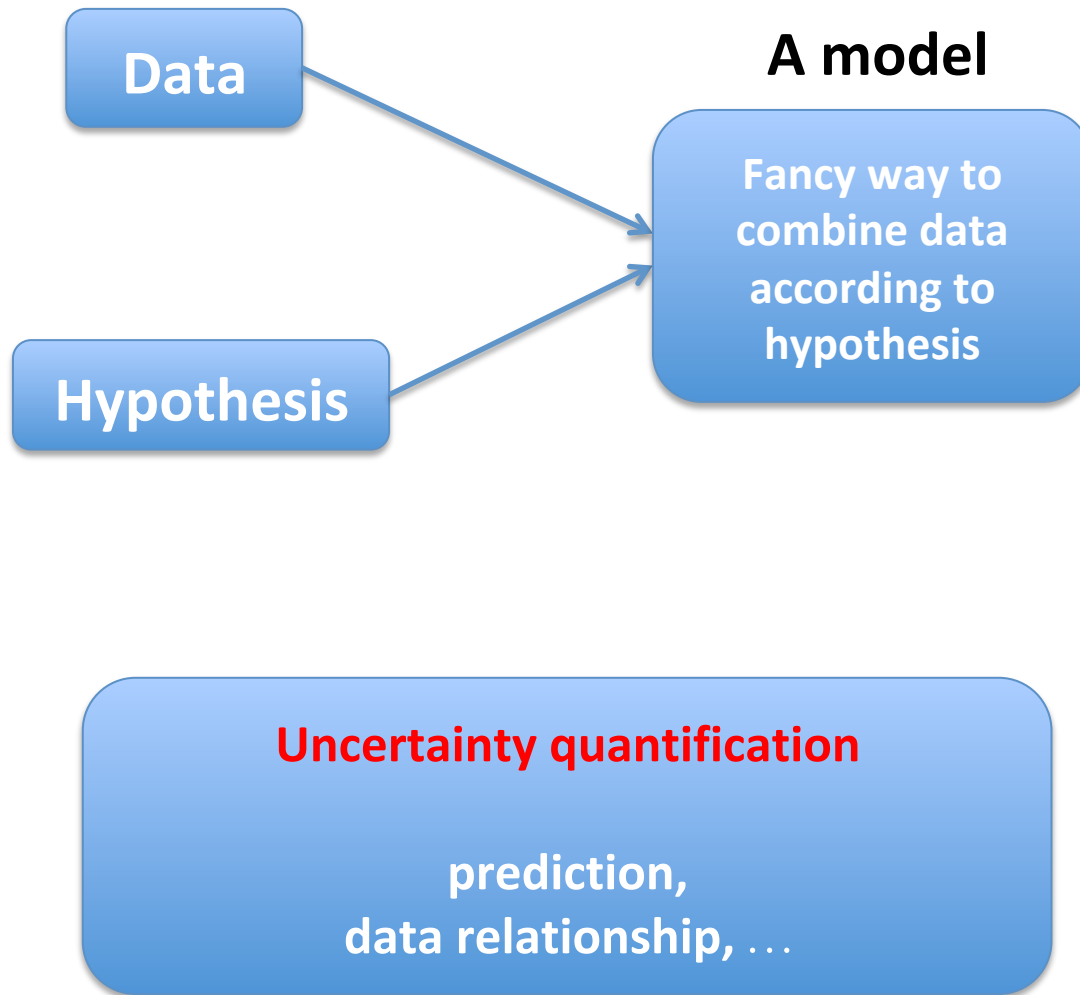 Data
A model
Fancy way to
combine data
according to
hypothesis
Hypothesis
Uncertainty quantification
prediction,
data relationship, ...